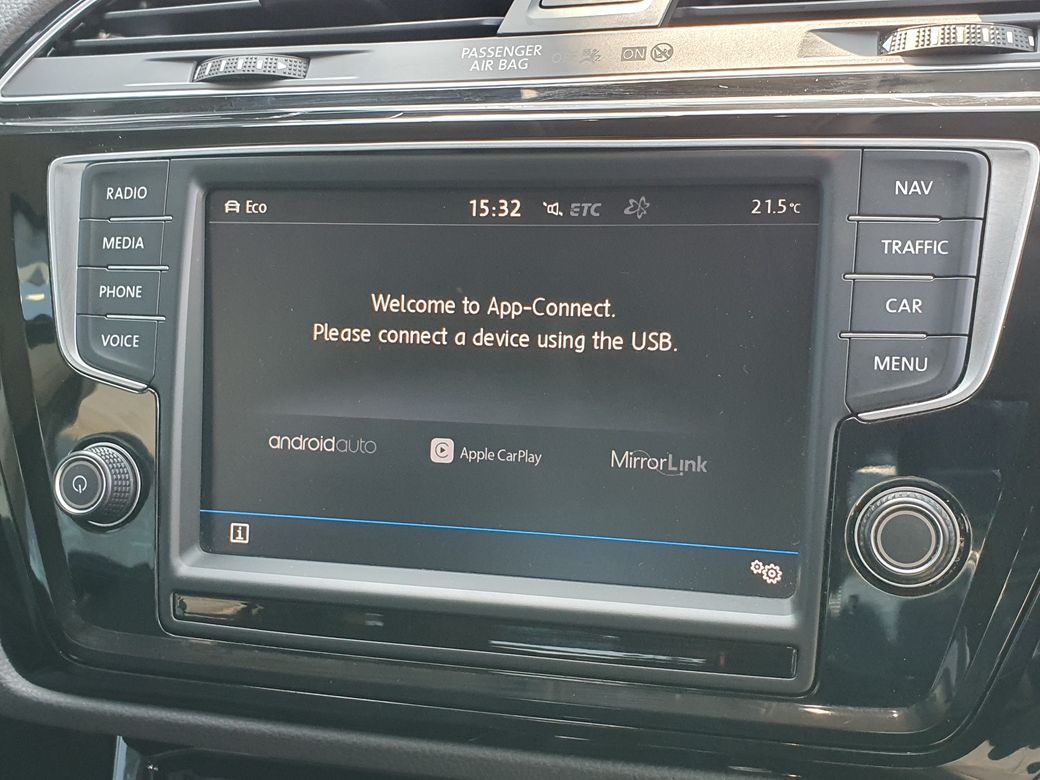 PASSENGER
AIR BAG
ON
RADIO
MEDIA
PHONE
VOICE
Eco
15:32
ETC
21.5°C
Welcome to App-Connect.
Please connect a device using the USB.
androidauto
Apple CarPlay
MirrorLink
i
NAV
TRAFFIC
CAR
MENU